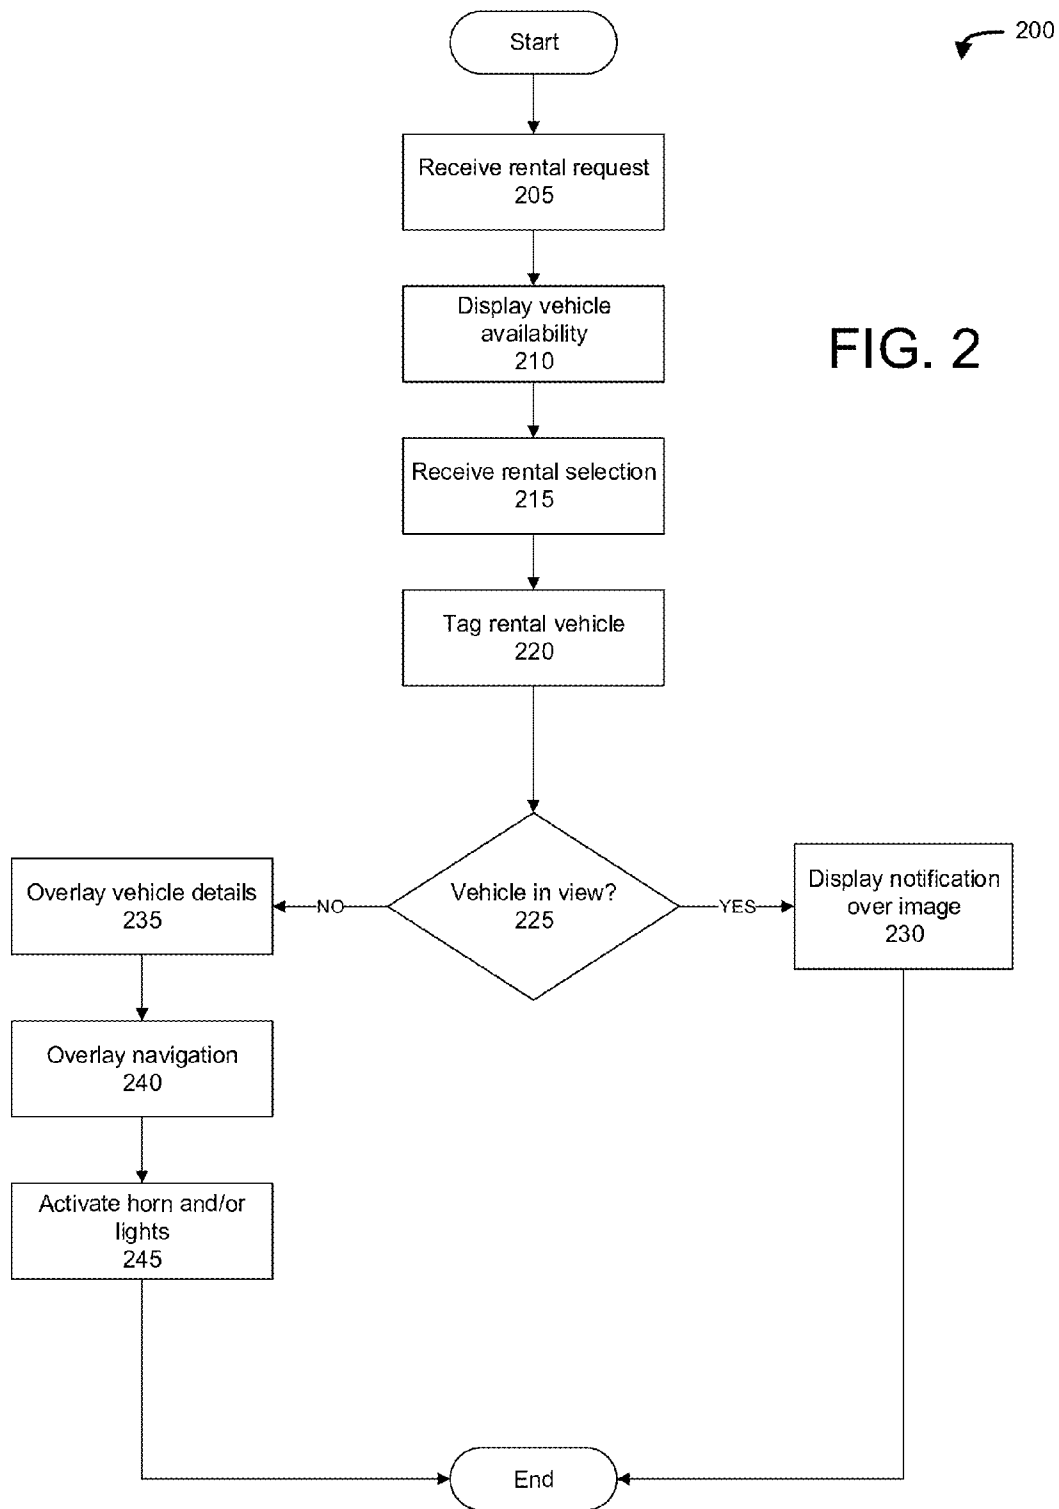 Start
200
Receive rental request
205
Display vehicle
availability
210
FIG. 2
Receive rental selection
215
Tag rental vehicle
220
Vehicle in view?
225
NO
YES
Overlay vehicle details
235
Display notification
over image
230
Overlay navigation
240
Activate horn and/or
lights
245
End